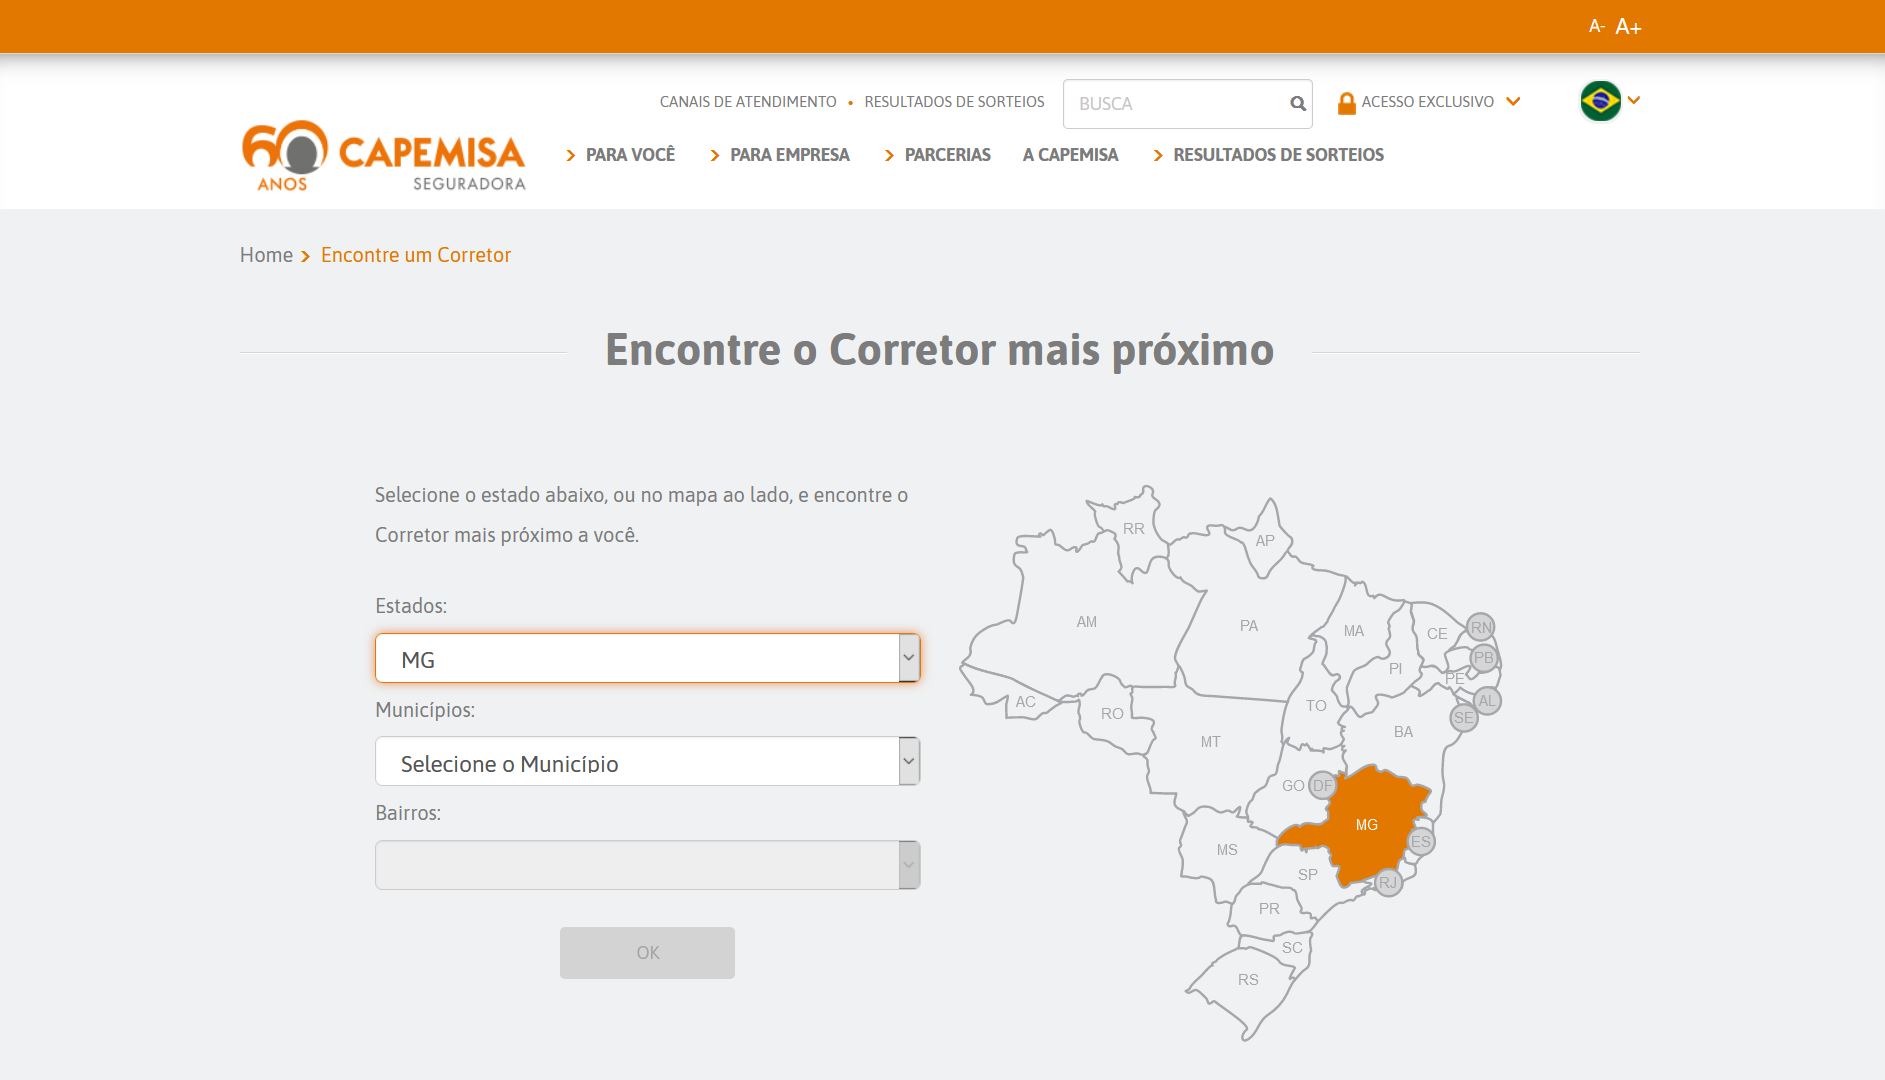 A- A+
CANAIS DE ATENDIMENTO • RESULTADOS DE SORTEIOS BUSCA ACESSO EXCLUSIVO
60 ANOS CAPEMISA SEGURADORA
PARA VOCÊ PARA EMPRESA PARCERIAS A CAPEMISA RESULTADOS DE SORTEIOS
Home > Encontre um Corretor
Encontre o Corretor mais próximo
Selecione o estado abaixo, ou no mapa ao lado, e encontre o
Corretor mais próximo a você.
Estados:
MG
Municípios:
Selecione o Município
Bairros:
OK
RR
AP
AM
PA
MA
CE
RN
PB
PI
PE
AC
RO
TO
AL
SE
MT
BA
GO
DF
MG
ES
MS
SP
RJ
PR
SC
RS